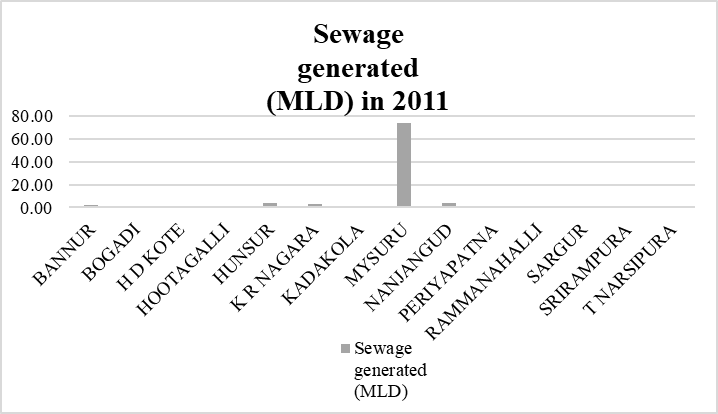 Sewage
generated
(MLD) in 2011
80.00
60.00
40.00
20.00
0.00
BANNUR
BOGADI
H D KOTE
HOOTAGALLI
HUNSUR
K R NAGARA
KADAKOLA
MYSURU
NANJANGUD
PERIYAPATNA
RAMMANAHALLI
SARGUR
SRIRAMPURA
T NARSIPURA
Sewage
generated
(MLD)